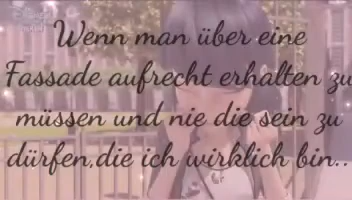 Disney
Wenn man über eine
Fassade aufrecht erhalten zu
müssen und nie die sein zu
dürfen,die ich wirklich bin..